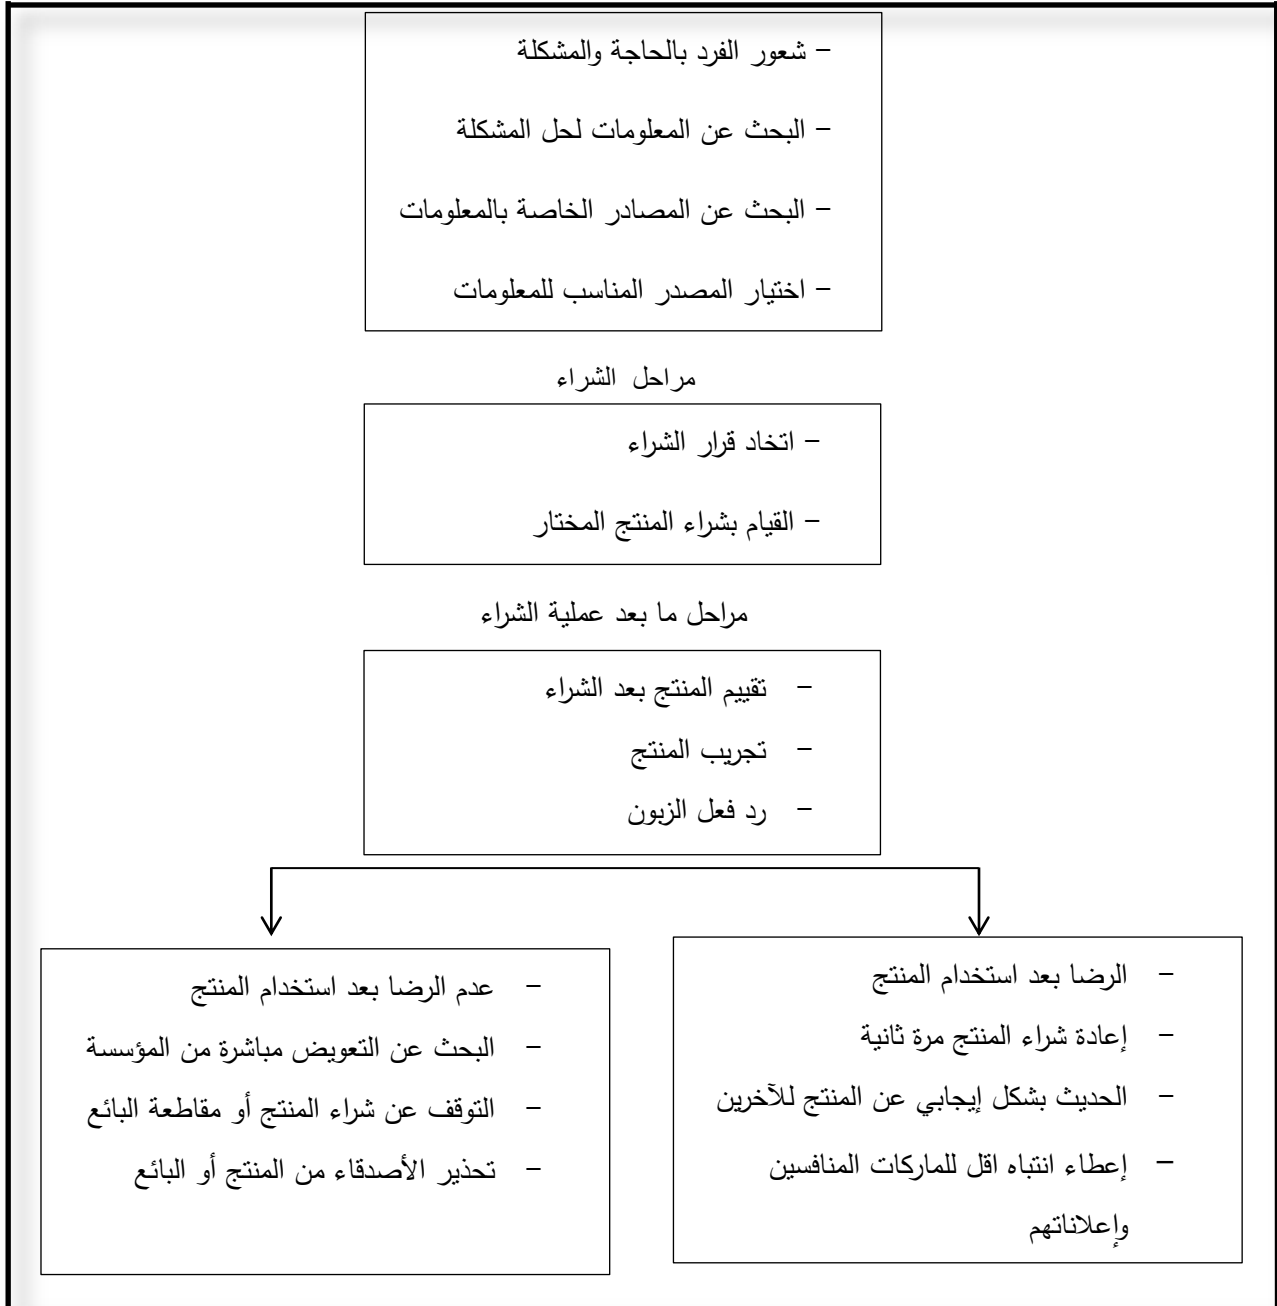 - شعور الفرد بالحاجة والمشكلة
- البحث عن المعلومات لحل المشكلة
- البحث عن المصادر الخاصة بالمعلومات
- اختيار المصدر المناسب للمعلومات
مراحل الشراء
- اتخاد قرار الشراء
- القيام بشراء المنتج المختار
مراحل ما بعد عملية الشراء
- تقييم المنتج بعد الشراء
- تجريب المنتج
- رد فعل الزبون
- الرضا بعد استخدام المنتج
- إعادة شراء المنتج مرة ثانية
- الحديث بشكل إيجابي عن المنتج للآخرين
- إعطاء انتباه اقل للماركات المنافسين
وإعلاناتهم
- عدم الرضا بعد استخدام المنتج
- البحث عن التعويض مباشرة من المؤسسة
- التوقف عن شراء المنتج أو مقاطعة البائع
- تحذير الأصدقاء من المنتج أو البائع